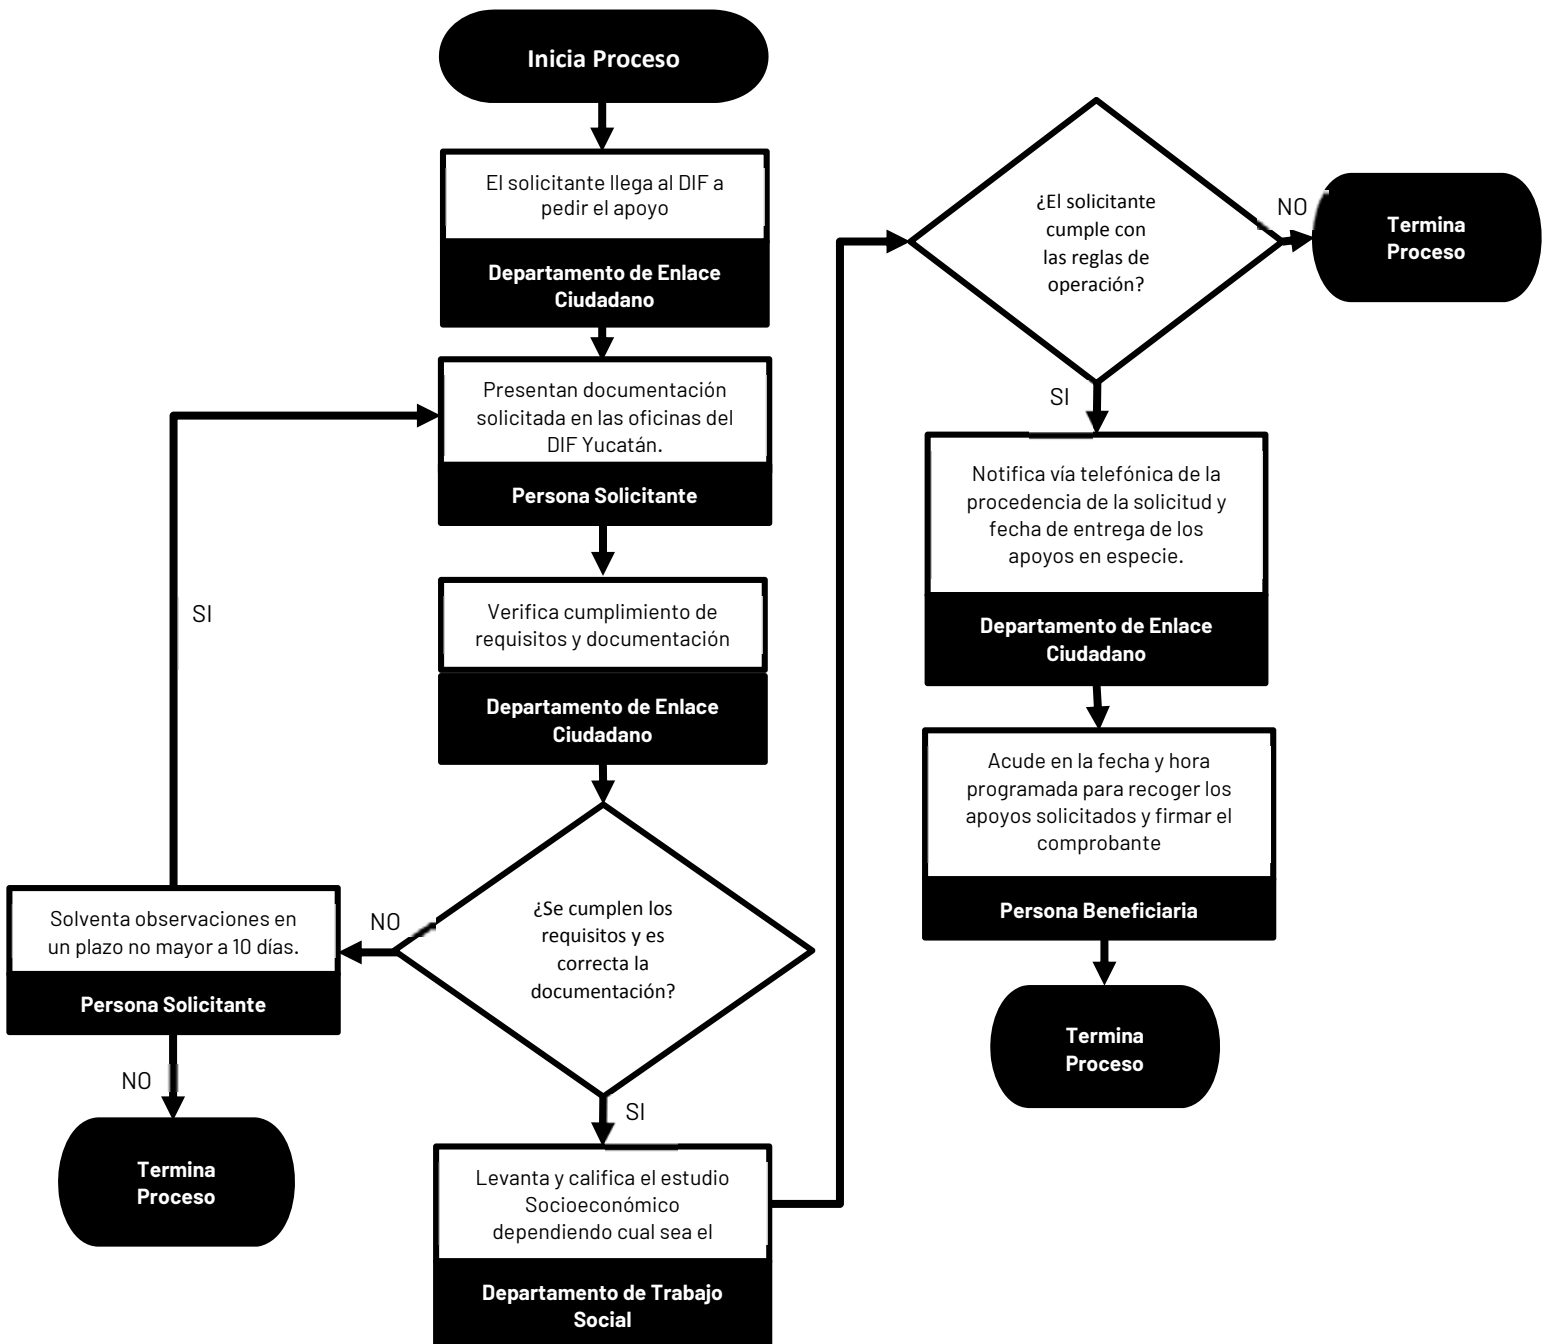 Inicia Proceso
El solicitante llega al DIF a
pedir el apoyo
Departamento de Enlace
Ciudadano
Presentan documentación
solicitada en las oficinas del
DIF Yucatán.
Persona Solicitante
Verifica cumplimiento de
requisitos y documentación
Departamento de Enlace
Ciudadano
¿Se cumplen los
requisitos y es
correcta la
documentación?
NO
Solventa observaciones en
un plazo no mayor a 10 días.
Persona Solicitante
SI
NO
Termina
Proceso
SI
Levanta y califica el estudio
Socioeconómico
dependiendo cual sea el
Departamento de Trabajo
Social
¿El solicitante
cumple con
las reglas de
operación?
NO
Termina
Proceso
SI
Notifica vía telefónica de la
procedencia de la solicitud y
fecha de entrega de los
apoyos en especie.
Departamento de Enlace
Ciudadano
Acude en la fecha y hora
programada para recoger los
apoyos solicitados y firmar el
comprobante
Persona Beneficiaria
Termina
Proceso